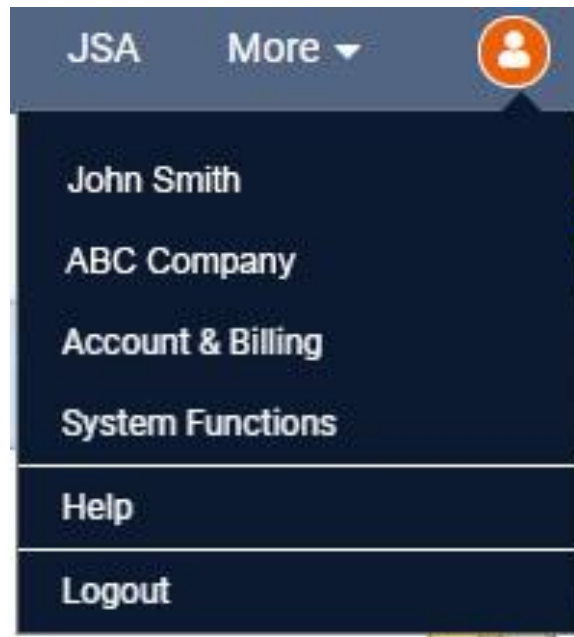 JSA More
John Smith
ABC Company
Account & Billing
System Functions
Help
Logout